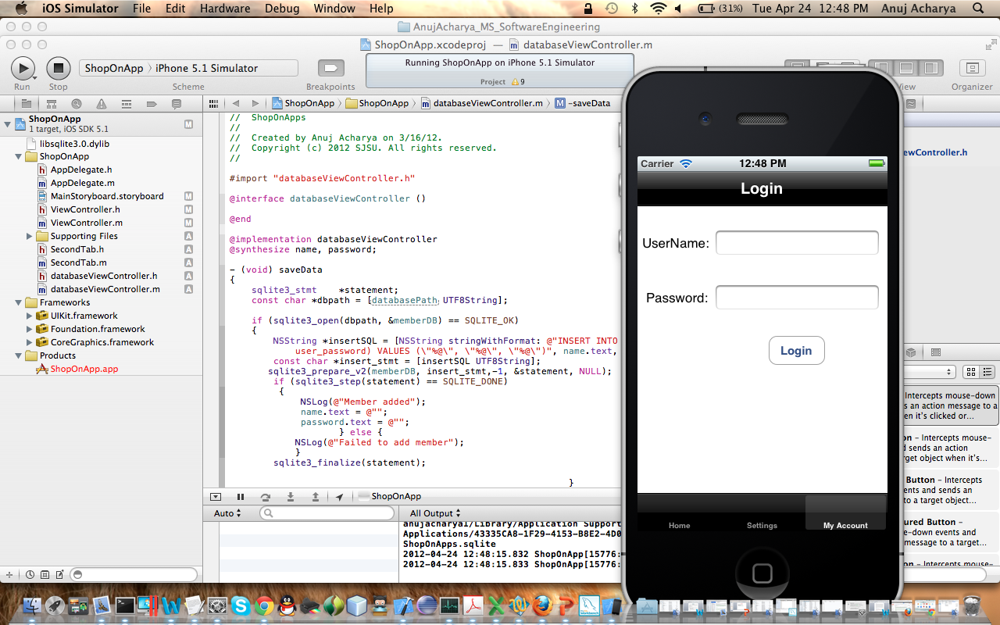 iOS Simulator File Edit Hardware Debug Window Help (31%) Tue Apr 24 12:48 PM Anuj Acharya
AnujAcharya_MS_SoftwareEngineering
ShopOnApp.xcodeproj — databaseViewController.m
ShopOnApp iPhone 5.1 Simulator
Running ShopOnApp on iPhone 5.1 Simulator
Project 9
Run Stop Scheme Breakpoints View Organizer
ShopOnApp ShopOnApp databaseViewController.m M -saveData
ShopOnApp M
1 target, iOS SDK 5.1
libsqlite3.0.dylib
ShopOnApp
h AppDelegate.h
m AppDelegate.m
MainStoryboard.storyboard M
h ViewController.h M
m ViewController.m M
Supporting Files A
h SecondTab.h A
m SecondTab.m A
h databaseViewController.h A
m databaseViewController.m A
Frameworks
UIKit.framework
Foundation.framework
CoreGraphics.framework
Products
ShopOnApp.app
// ShopOnApps
//
// Created by Anuj Acharya on 3/16/12.
// Copyright (c) 2012 SJSU. All rights reserved.
//
#import "databaseViewController.h"
@interface databaseViewController ()
@end
@implementation databaseViewController
@synthesize name, password;
- (void) saveData
{
sqlite3_stmt *statement;
const char *dbpath = [databasePath UTF8String];
if (sqlite3_open(dbpath, &memberDB) == SQLITE_OK)
{
NSString *insertSQL = [NSString stringWithFormat: @"INSERT INTO
user_password) VALUES (\"%@\", \"%@\", \"%@\")", name.text,
const char *insert_stmt = [insertSQL UTF8String];
sqlite3_prepare_v2(memberDB, insert_stmt,-1, &statement, NULL);
if (sqlite3_step(statement) == SQLITE_DONE)
{
NSLog(@"Member added");
name.text = @"";
password.text = @"";
} else {
NSLog(@"Failed to add member");
}
sqlite3_finalize(statement);
}
ShopOnApp
Auto
All Output
anujacharya1/Library/Application Support
Applications/43335CA8-1F29-4153-B8E2-4D0
ShopOnApps.sqlite
2012-04-24 12:48:15.832 ShopOnApp[15776:
2012-04-24 12:48:15.833 ShopOnApp[15776:
Carrier 12:48 PM
Login
UserName:
Password:
Login
Home Settings My Account
ewController.h
Intercepts mouse-down
s an action message to a
en it's clicked or...
on – Intercepts mouse-
d sends an action
rget object when it's...
Button – Intercepts
ents and sends an
to a target object...
ured Button –
e-down events and
message to a target...
on – Intercepts mouse-